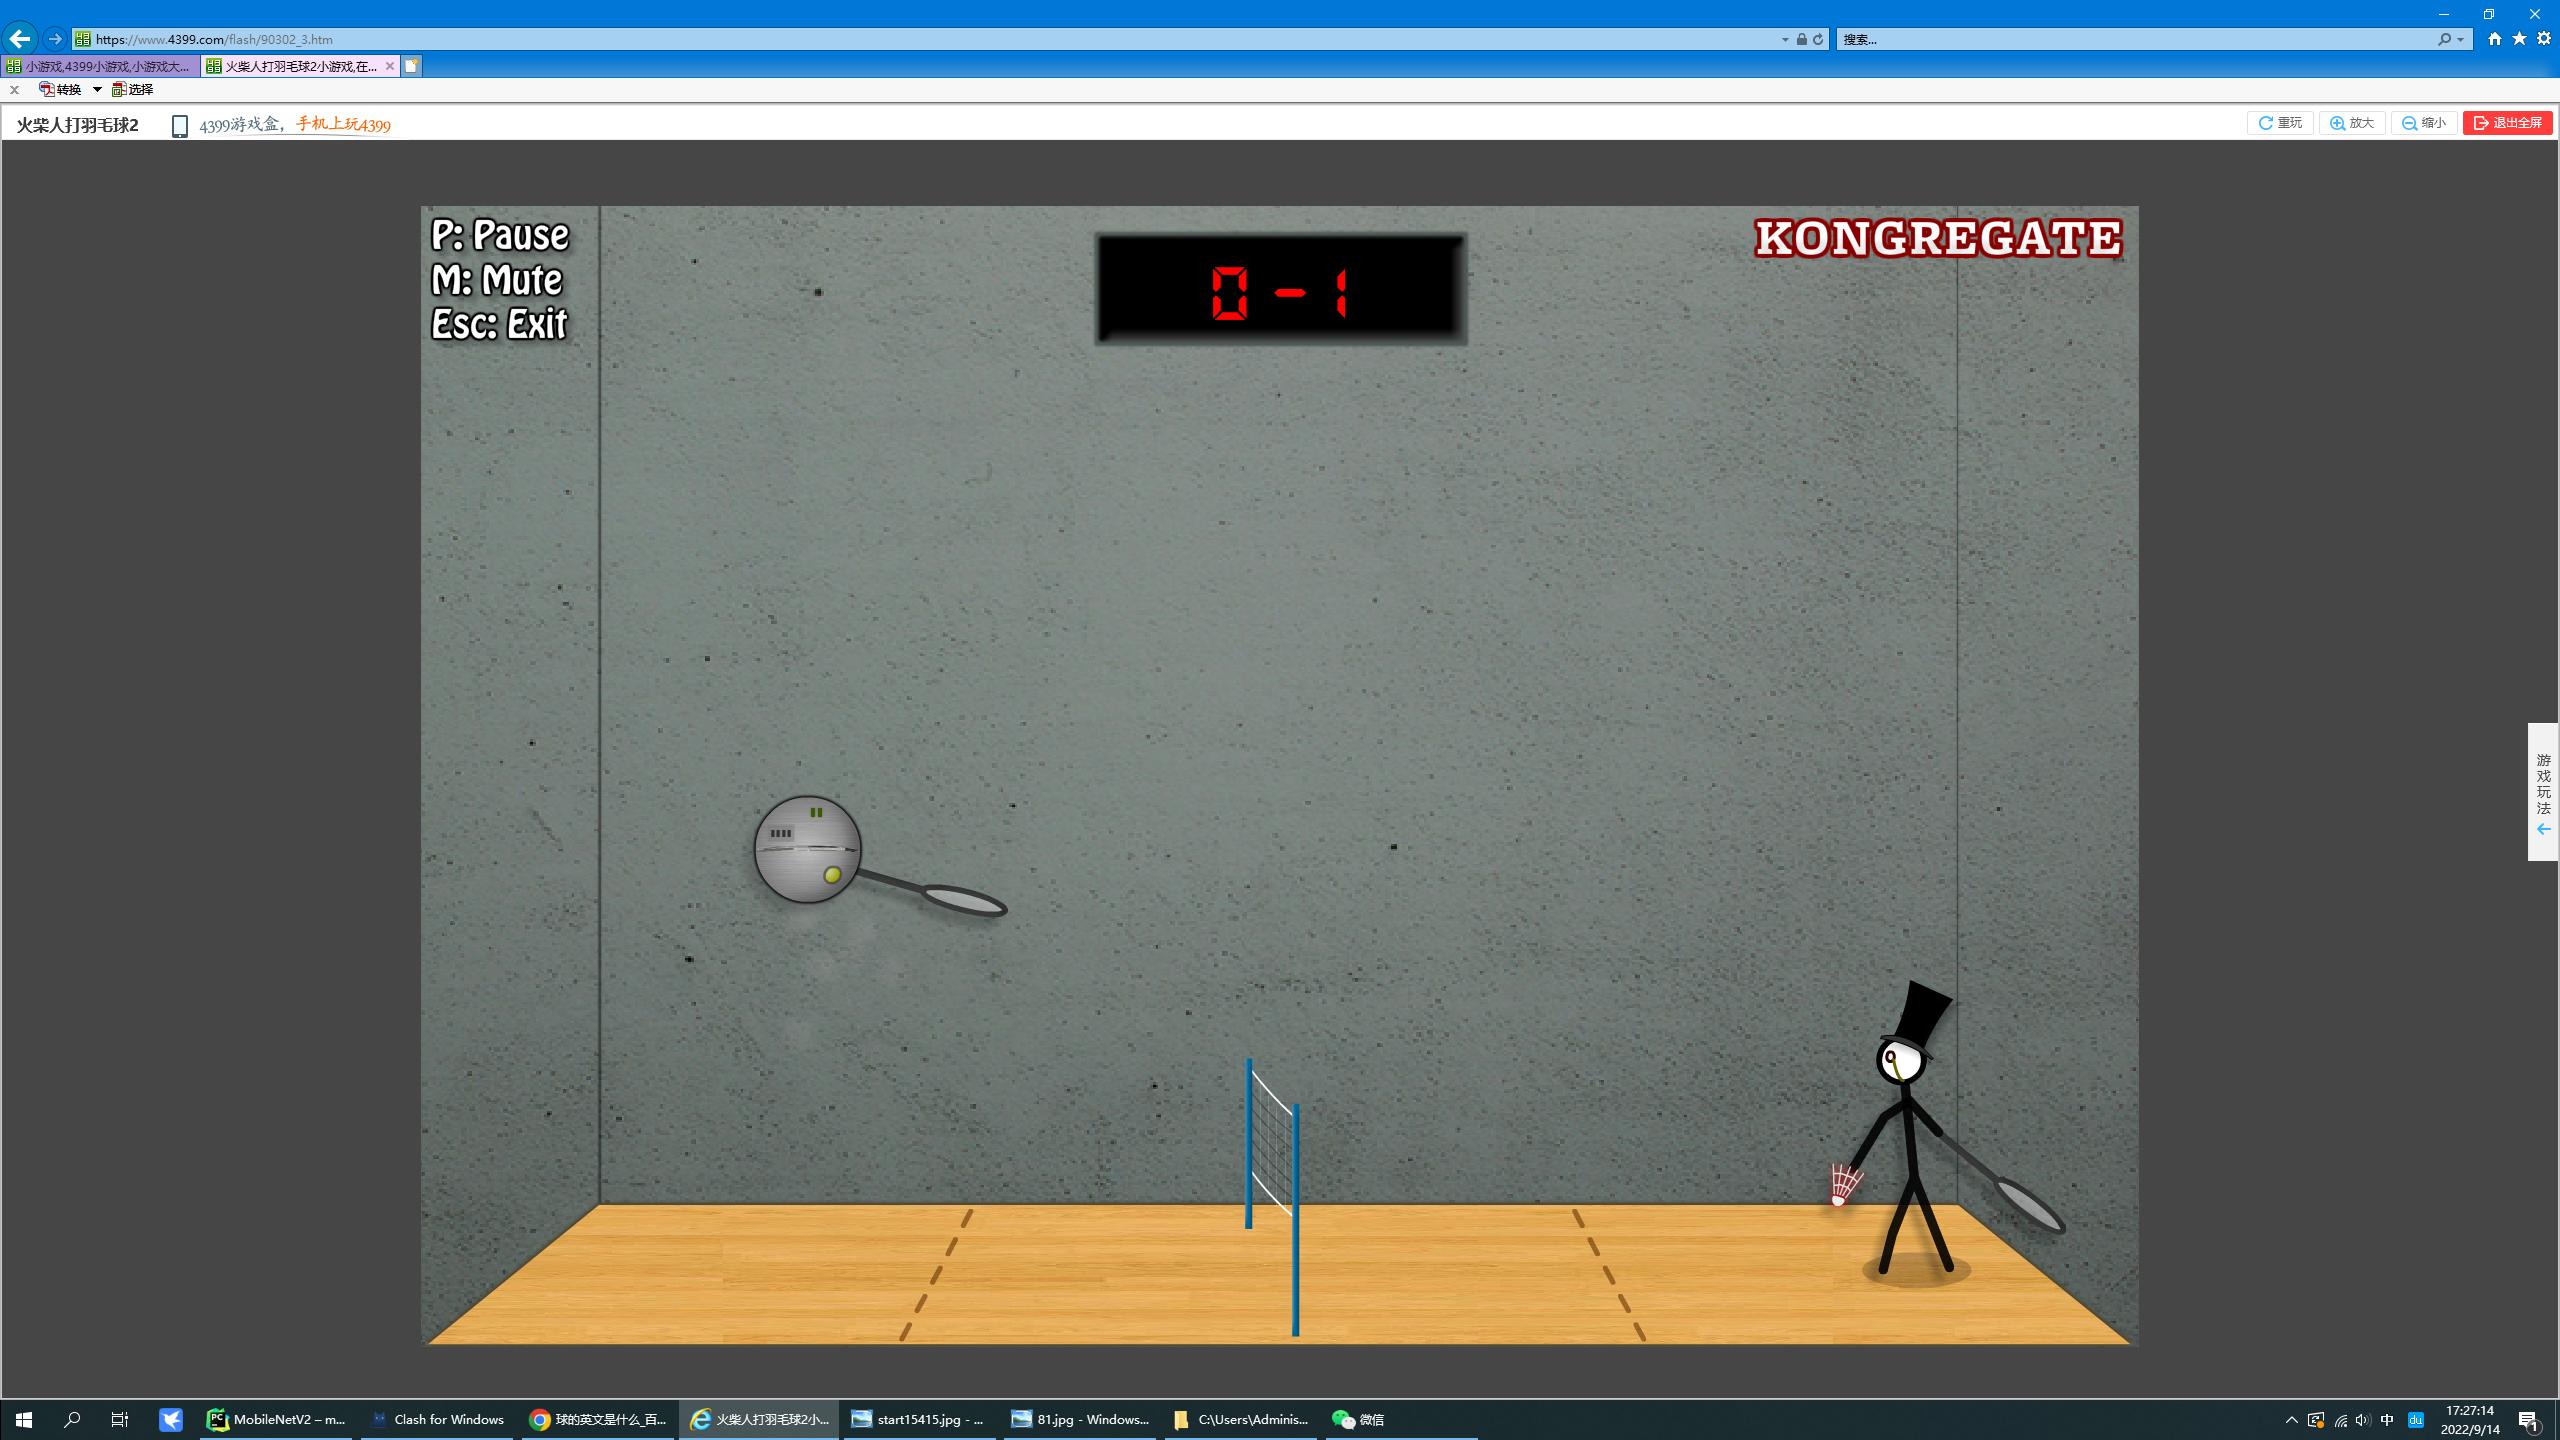 https://www.4399.com/flash/90302_3.htm
搜索...
小游戏,4399小游戏,小游戏大...
火柴人打羽毛球2小游戏,在...
转换
选择
火柴人打羽毛球2
4399游戏盒，手机上玩4399
重玩
放大
缩小
退出全屏
P: Pause
M: Mute
Esc: Exit
0-1
KONGREGATE
游戏玩法
MobileNetV2 – m...
Clash for Windows
球的英文是什么_百...
火柴人打羽毛球2小...
start15415.jpg - ...
81.jpg - Windows...
C:\Users\Adminis...
微信
中
du
17:27:14
2022/9/14
1